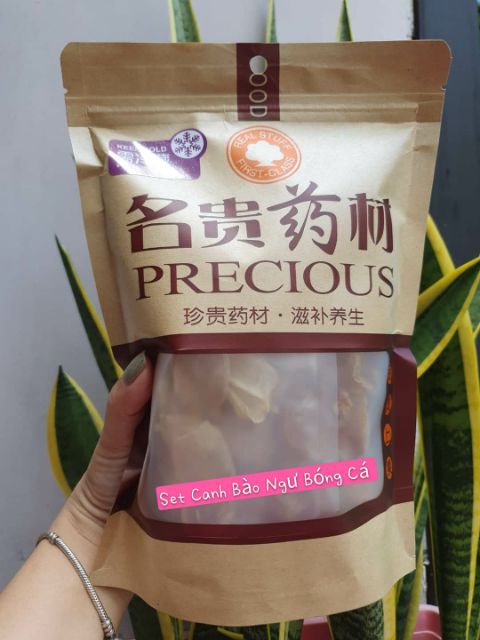 GOOD
KEEP COLD
REAL STUFF
FIRST-CLASS
名贵药材
PRECIOUS
珍贵药材·滋补养生
Set Canh Bào Ngư Bóng Cá